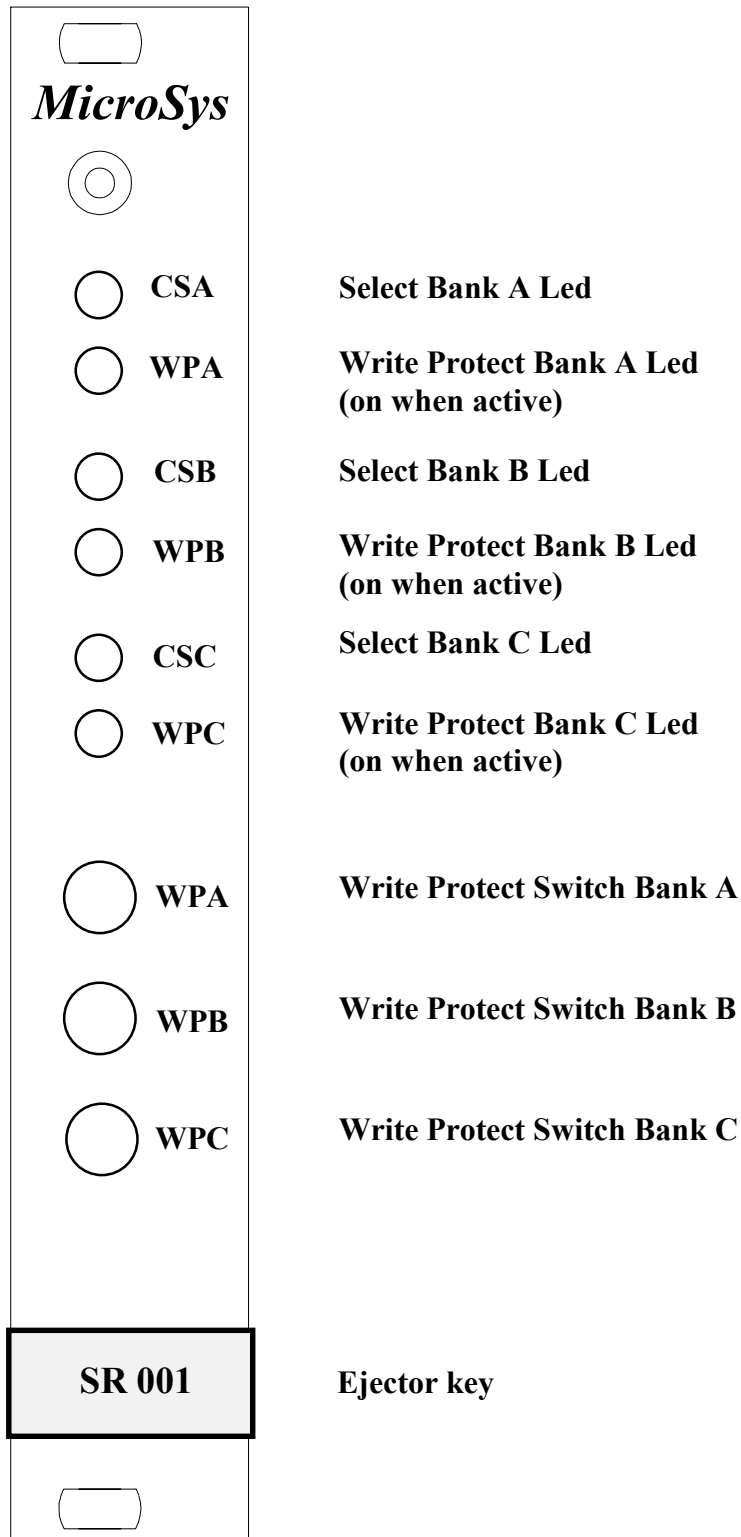 MicroSys
CSA Select Bank A Led
WPA Write Protect Bank A Led
(on when active)
CSB Select Bank B Led
WPB Write Protect Bank B Led
(on when active)
CSC Select Bank C Led
WPC Write Protect Bank C Led
(on when active)
WPA Write Protect Switch Bank A
WPB Write Protect Switch Bank B
WPC Write Protect Switch Bank C
SR 001 Ejector key